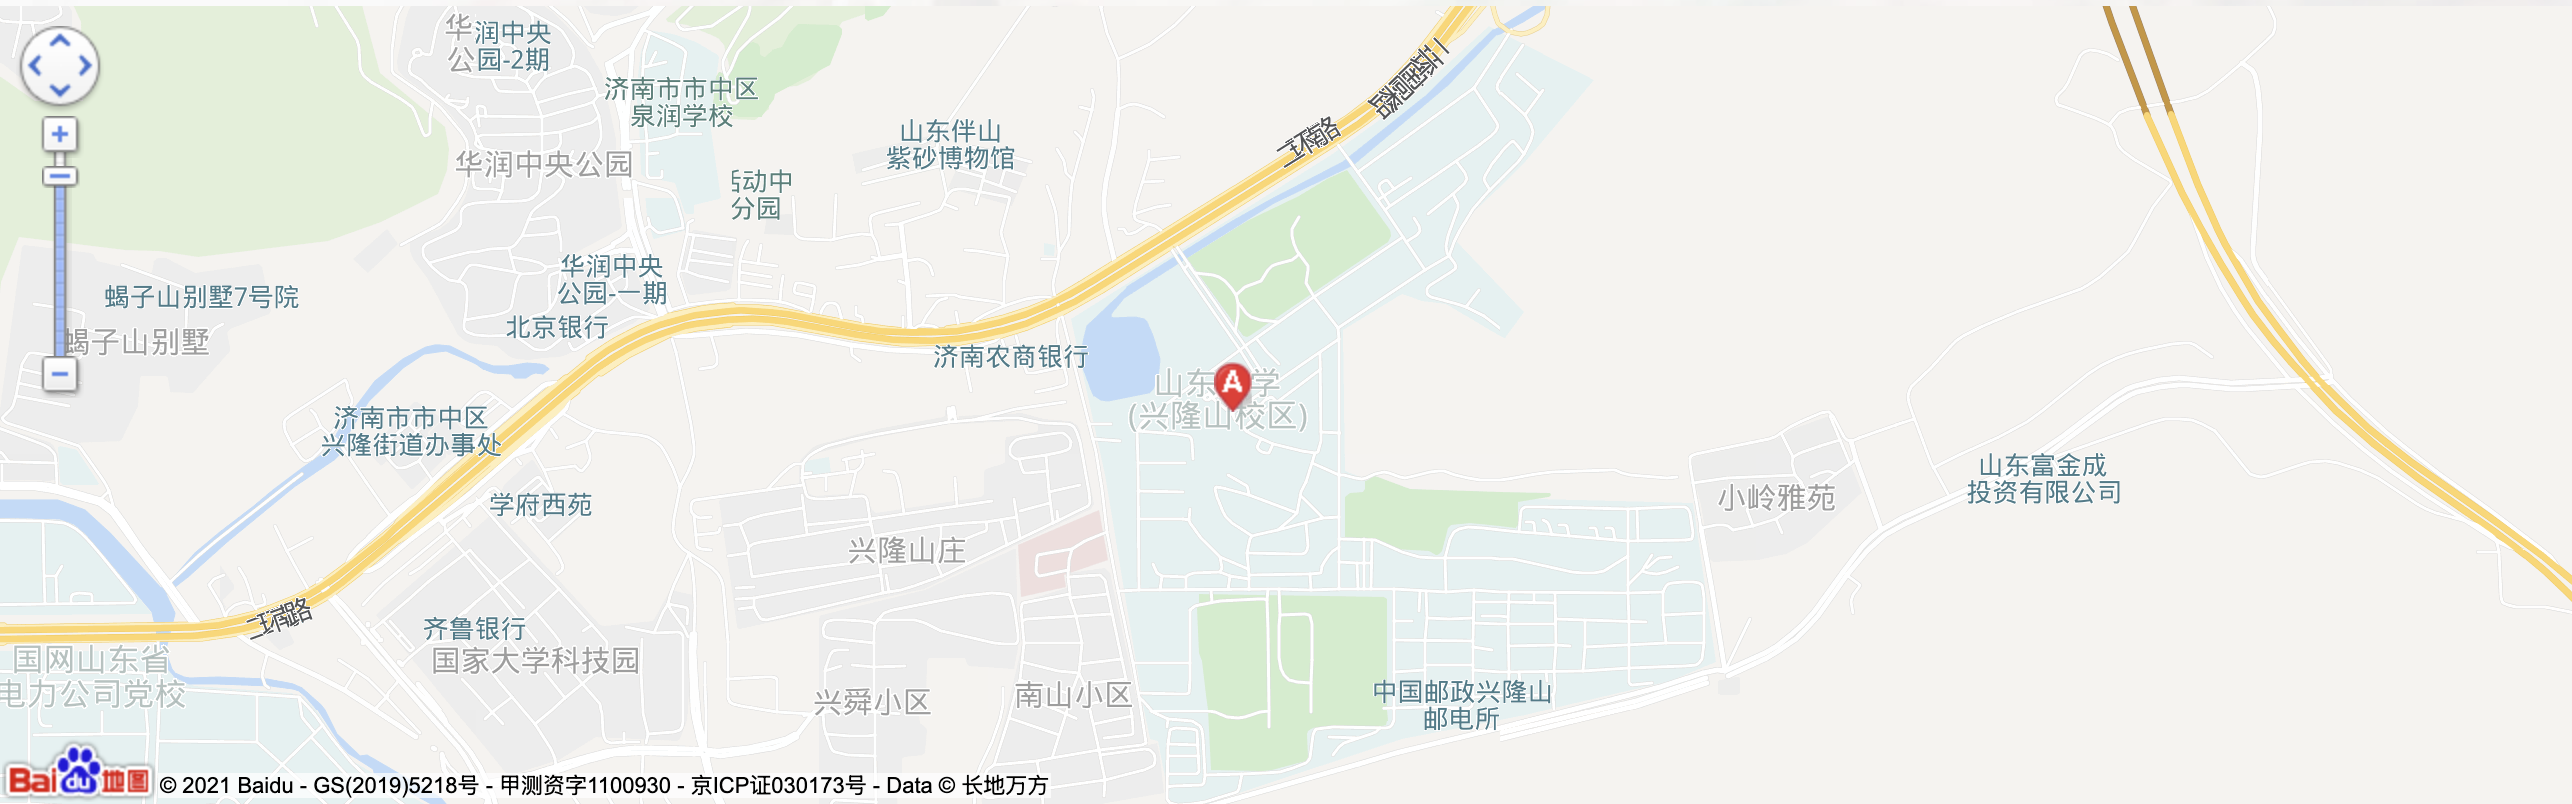 华润中央
公园-2期
济南市市中区
泉润学校
二环南路
山东伴山
紫砂博物馆
华润中央公园
动中
分园
华润中央
公园-一期
蝎子山别墅7号院
北京银行
蝎子山别墅
济南农商银行
山东 学
A
(兴隆山校区)
济南市市中区
兴隆街道办事处
山东富金成
投资有限公司
小岭雅苑
学府西苑
兴隆山庄
齐鲁银行
国家大学科技园
国网山东省
电力公司党校
兴舜小区
南山小区
中国邮政兴隆山
邮电所
Bai du 地图
© 2021 Baidu - GS(2019)5218号 - 甲测资字1100930 - 京ICP证030173号 - Data © 长地万方